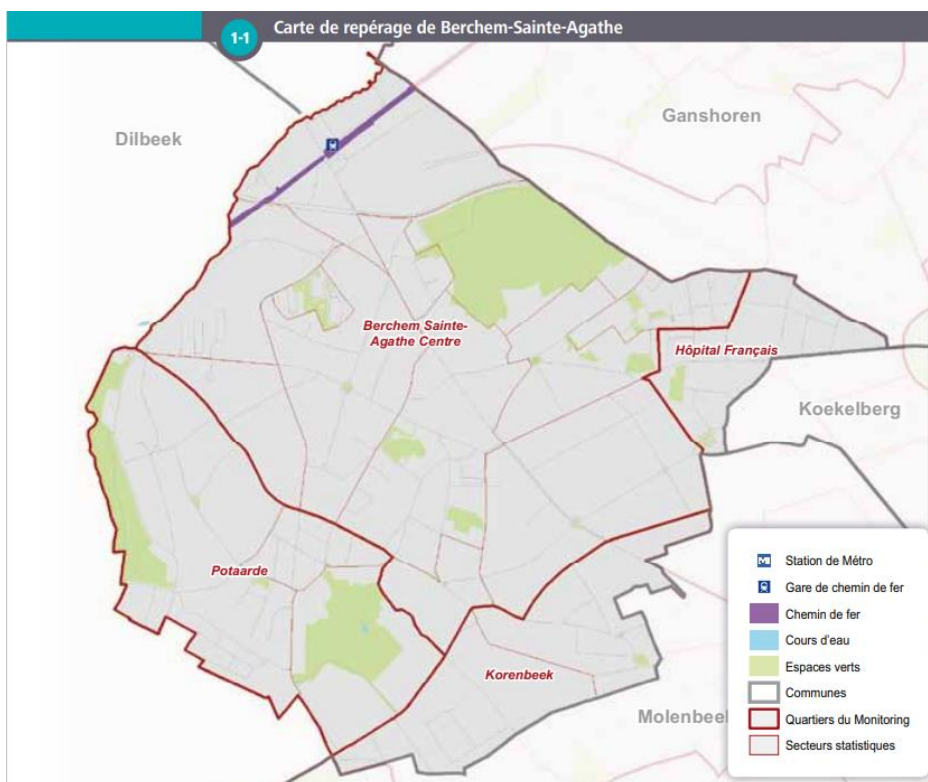 1-1
Carte de repérage de Berchem-Sainte-Agathe
Dilbeek
Ganshoren
Berchem Sainte-
Agathe Centre
Hôpital Français
Koekelberg
Potaarde
Korenbeek
Molenbee
M
Station de Métro
Gare de chemin de fer
Chemin de fer
Cours d'eau
Espaces verts
Communes
Quartiers du Monitoring
Secteurs statistiques